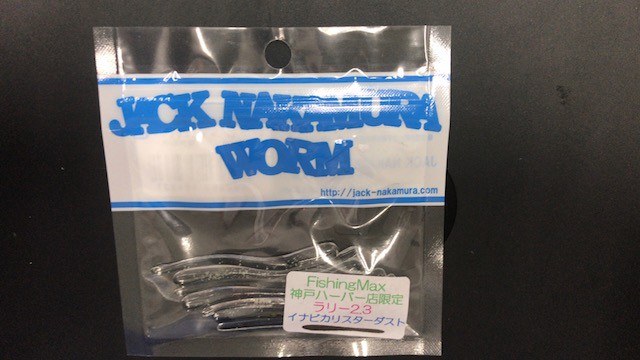 JACK NAKAMURA
WORM
http://jack-nakamura.com
FishingMax
神戸ハーバー店限定
ラリー2.3
イナビカリスターダスト